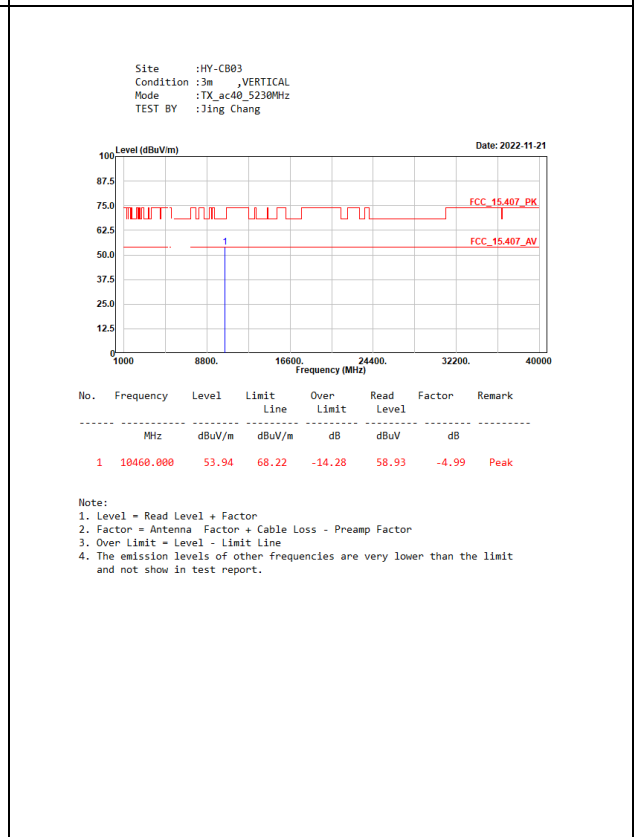 Site :HY-CB03
Condition :3m ,VERTICAL
Mode :TX_ac40_5230MHz
TEST BY :Jing Chang
Level (dBuV/m)
Date: 2022-11-21
100
87.5
75.0
FCC_15.407_PK
62.5
FCC_15.407_AV
1
50.0
37.5
25.0
12.5
0
1000 8800. 16600. 24400. 32200. 40000
Frequency (MHz)
No. Frequency Level Limit Over Read Factor Remark
Line Limit Level
------ ----------- -------- -------- -------- -------- -------- ---------
MHz dBuV/m dBuV/m dB dBuV dB
1 10460.000 53.94 68.22 -14.28 58.93 -4.99 Peak
Note:
1. Level = Read Level + Factor
2. Factor = Antenna Factor + Cable Loss - Preamp Factor
3. Over Limit = Level - Limit Line
4. The emission levels of other frequencies are very lower than the limit
and not show in test report.